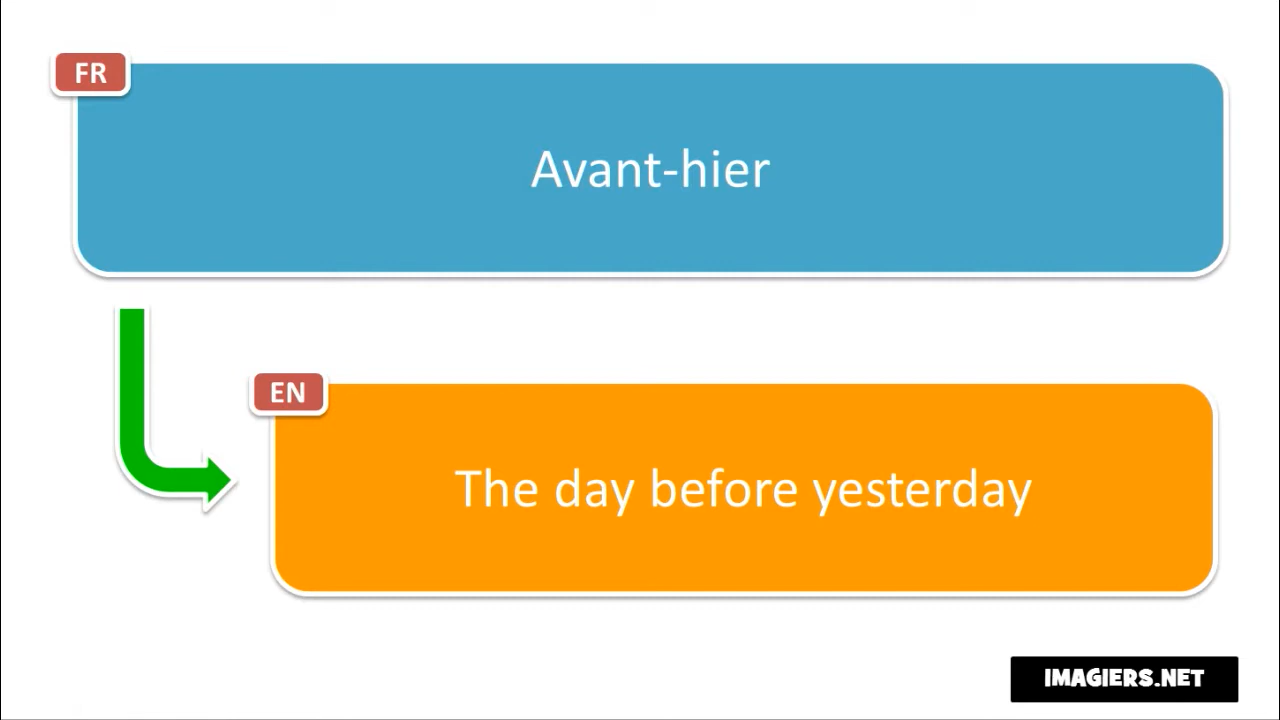 FR
Avant-hier
EN
The day before yesterday
IMAGIERS.NET